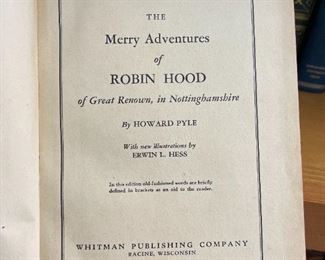 THE
Merry Adventures
of
ROBIN HOOD
of Great Renown, in Nottinghamshire
By HOWARD PYLE
With new illustrations by
ERWIN L. HESS
In this edition old-fashioned words are briefly
defined in brackets as an aid to the reader.
WHITMAN PUBLISHING COMPANY
RACINE, WISCONSIN